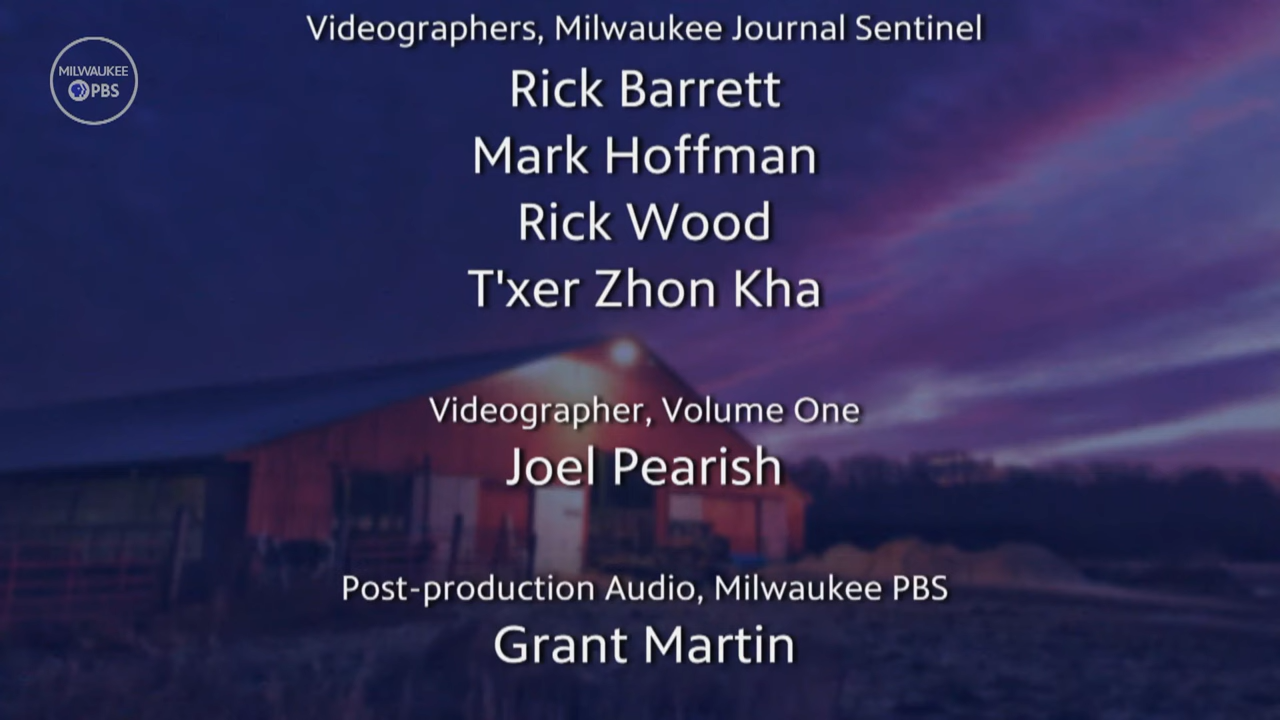 Videographers, Milwaukee Journal Sentinel
MILWAUKEE
PBS
Rick Barrett
Mark Hoffman
Rick Wood
T'xer Zhon Kha
Videographer, Volume One
Joel Pearish
Post-production Audio, Milwaukee PBS
Grant Martin